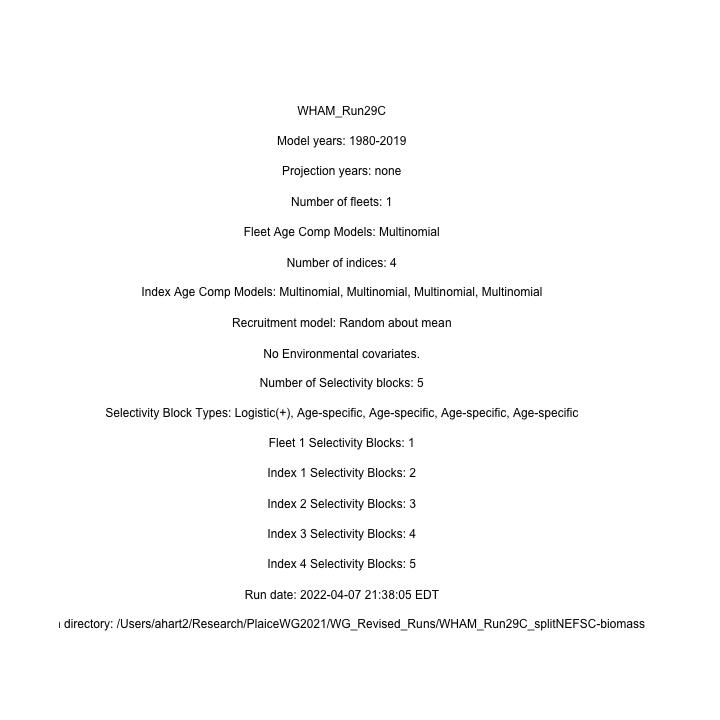 WHAM_Run29C
Model years: 1980-2019
Projection years: none
Number of fleets: 1
Fleet Age Comp Models: Multinomial
Number of indices: 4
Index Age Comp Models: Multinomial, Multinomial, Multinomial, Multinomial
Recruitment model: Random about mean
No Environmental covariates.
Number of Selectivity blocks: 5
Selectivity Block Types: Logistic(+), Age-specific, Age-specific, Age-specific, Age-specific
Fleet 1 Selectivity Blocks: 1
Index 1 Selectivity Blocks: 2
Index 2 Selectivity Blocks: 3
Index 3 Selectivity Blocks: 4
Index 4 Selectivity Blocks: 5
Run date: 2022-04-07 21:38:05 EDT
directory: /Users/ahart2/Research/PlaiceWG2021/WG_Revised_Runs/WHAM_Run29C_splitNEFSC-biomass